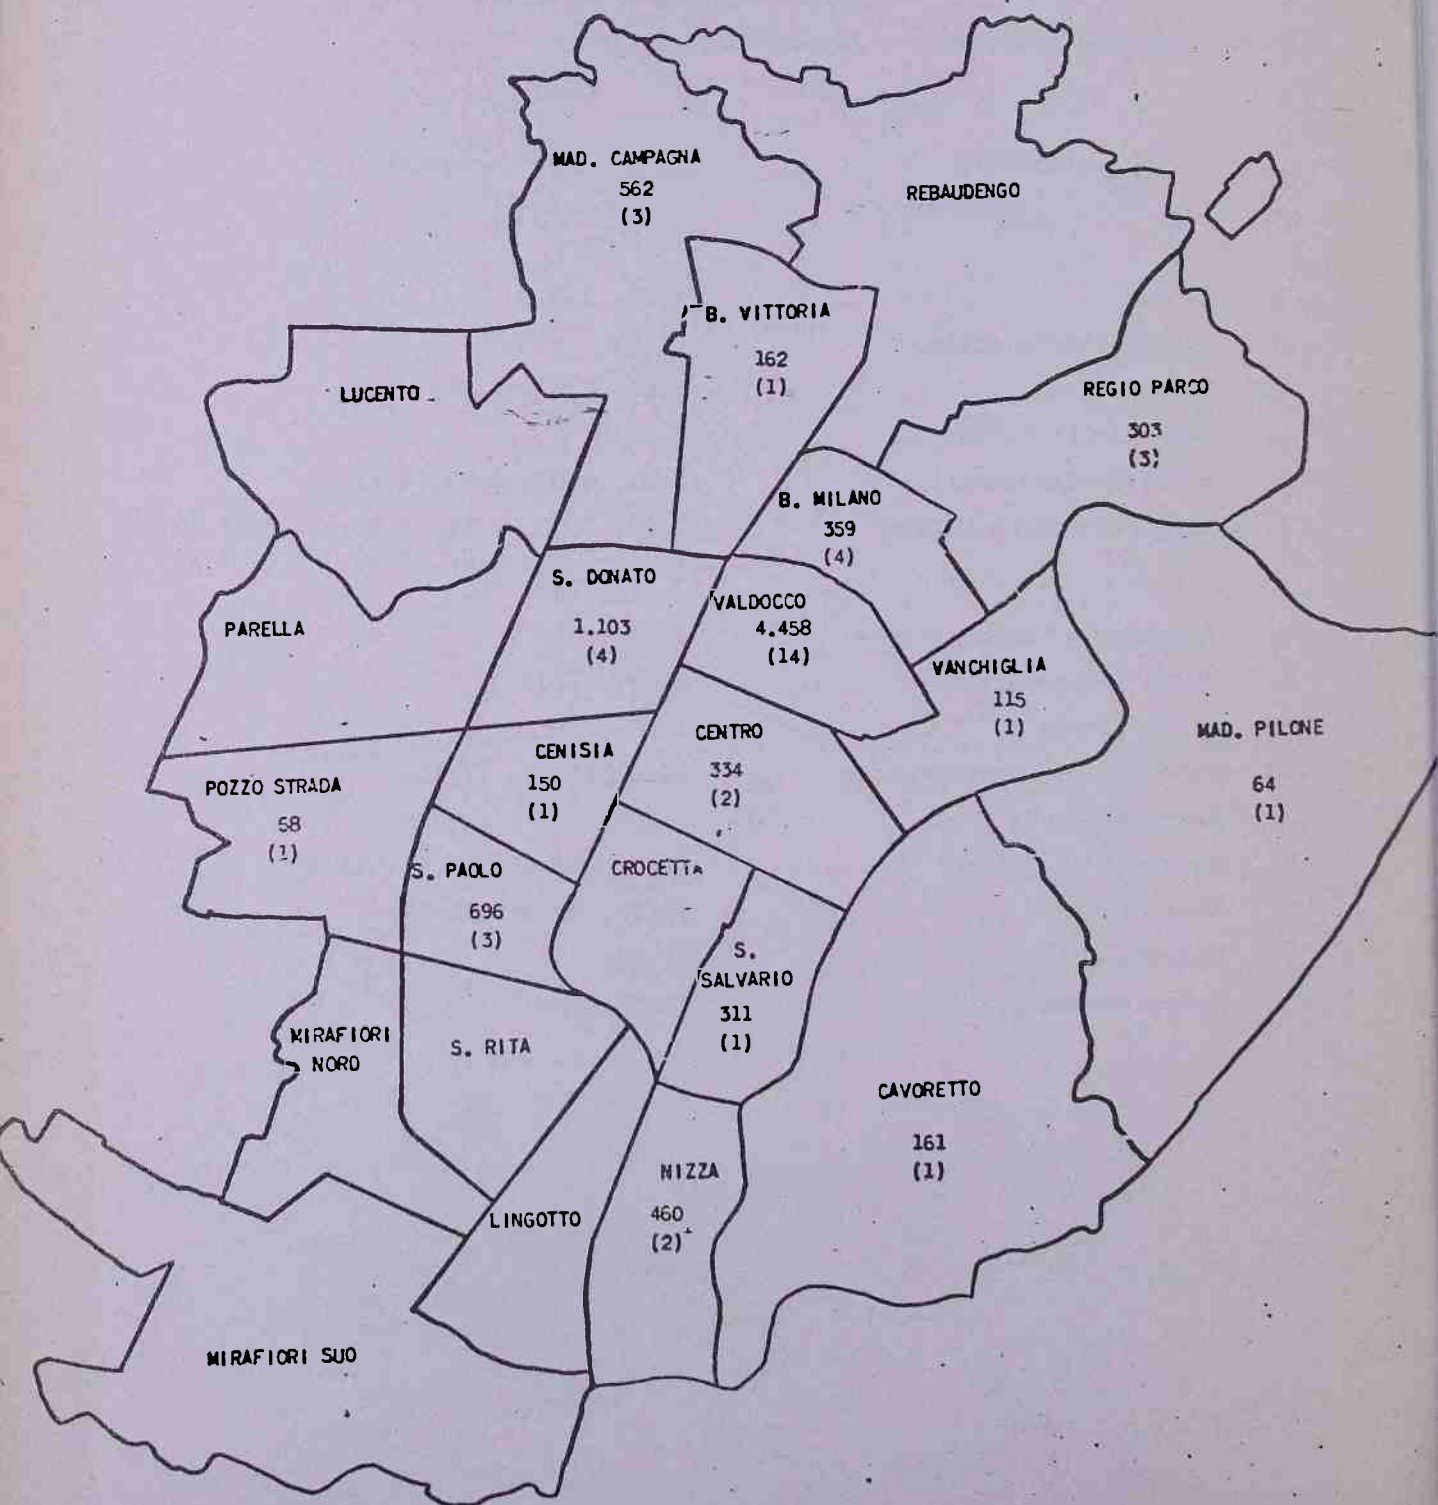 MAD. CAMPAGNA
562
(3)
REBAUDENGO
B. VITTORIA
162
(1)
LUCENTO
REGIO PARCO
303
(3)
B. MILANO
359
(4)
S. DONATO
1.103
(4)
VALDOCCO
4.458
(14)
PARELLA
VANCHIGLIA
115
(1)
MAD. PILONE
64
(1)
CENTRO
334
(2)
CENISIA
150
(1)
POZZO STRADA
(1)
S. PAOLO
696
(3)
CROCETTA
S.
SALVARIO
311
(1)
MIRAFIORI
NORD
S. RITA
CAVORETTO
161
(1)
NIZZA
460
(2)
LINGOTTO
MIRAFIORI SUO